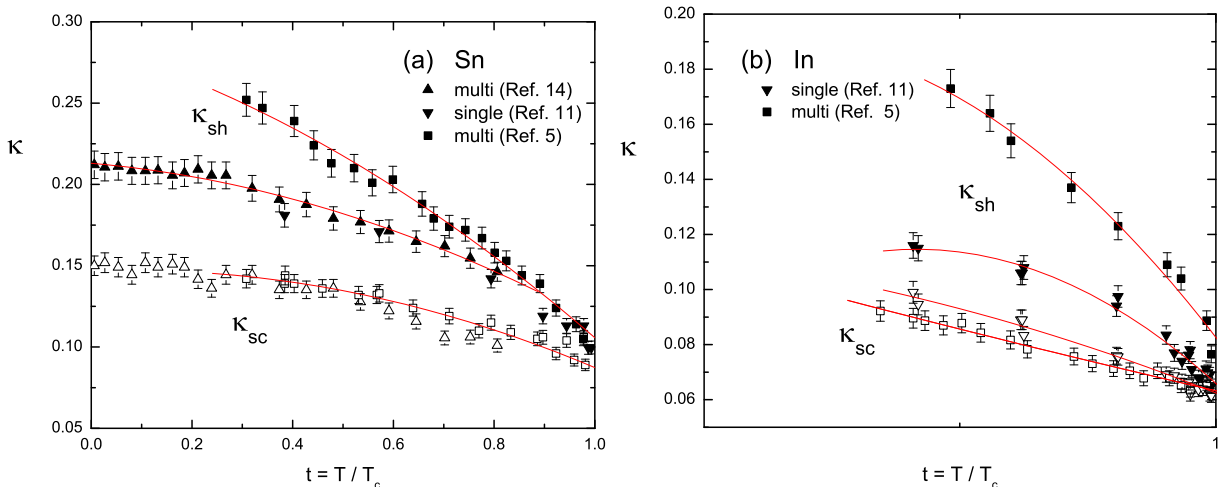 (a) Sn
multi (Ref. 14)
single (Ref. 11)
multi (Ref. 5)
κsh
κsc
κ
0.30
0.25
0.20
0.15
0.10
0.05
0.0 0.2 0.4 0.6 0.8 1.0
t = T / Tc
(b) In
single (Ref. 11)
multi (Ref. 5)
κsh
κsc
κ
0.20
0.18
0.16
0.14
0.12
0.10
0.08
0.06
1
t = T / Tc